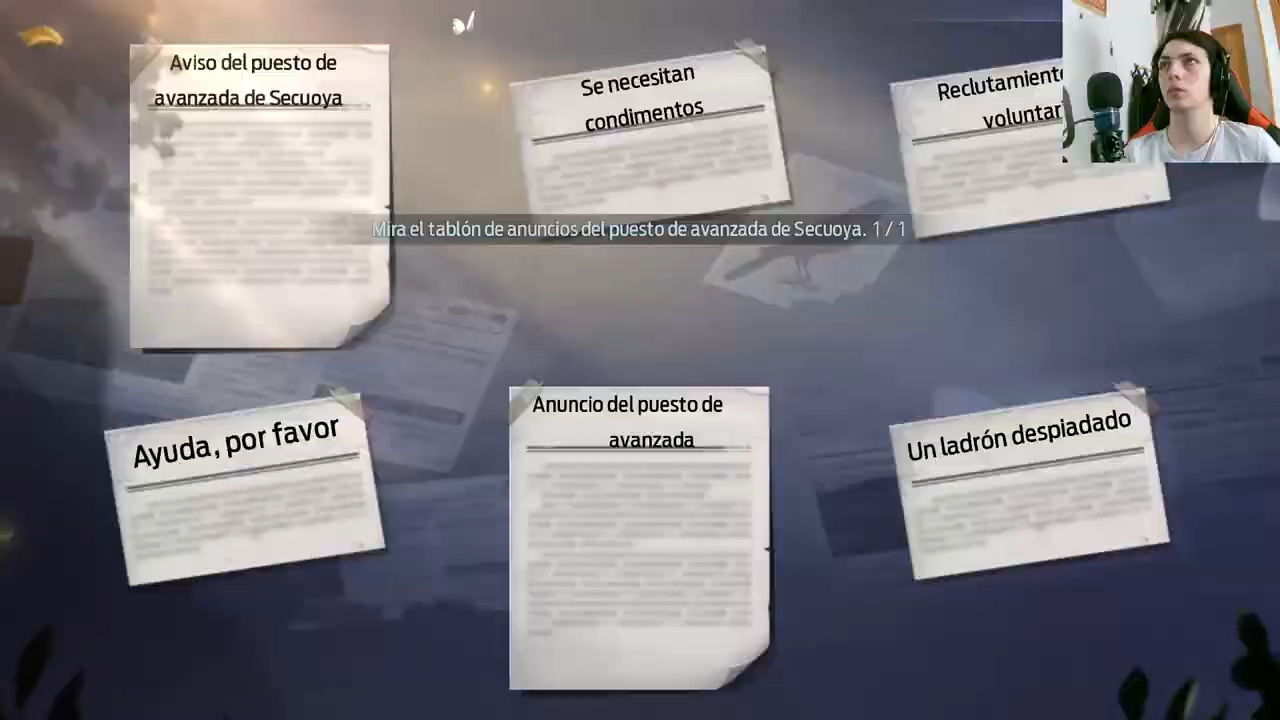 Aviso del puesto de
avanzada de Secuoya
Se necesitan
condimentos
Mira el tablón de anuncios del puesto de avanzada de Secuoya. 1 / 1
Ayuda, por favor
Anuncio del puesto de
avanzada
Un ladrón despiadado